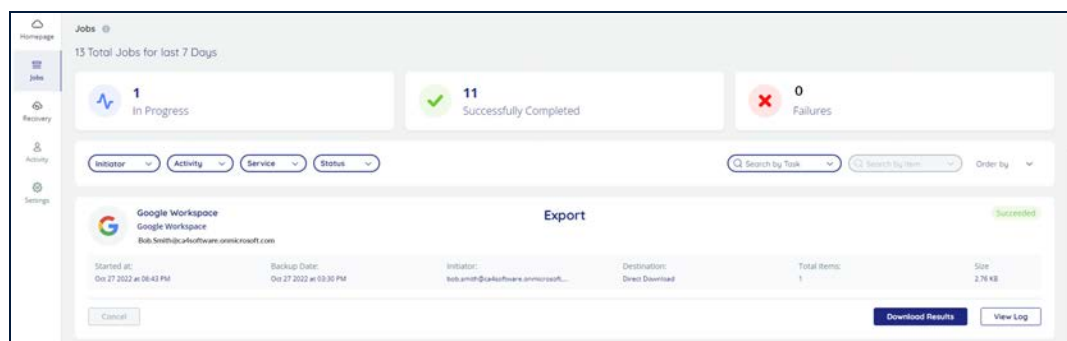 Homepage
Jobs
Recovery
Activity
Settings
Jobs
13 Total Jobs for last 7 Days
1
In Progress
11
Successfully Completed
0
Failures
Initiator
Activity
Service
Status
Search by Task
Search by Item
Order by
Google Workspace
Google Workspace
Bob.Smith@ca4software.onmicrosoft.com
Export
Succeeded
Started at:
Oct 27 2022 at 06:43 PM
Backup Date:
Oct 27 2022 at 03:30 PM
Initiator:
bob.smith@ca4software.onmicrosoft....
Destination:
Direct Download
Total Items:
1
Size
2.76 KB
Cancel
Download Results
View Log